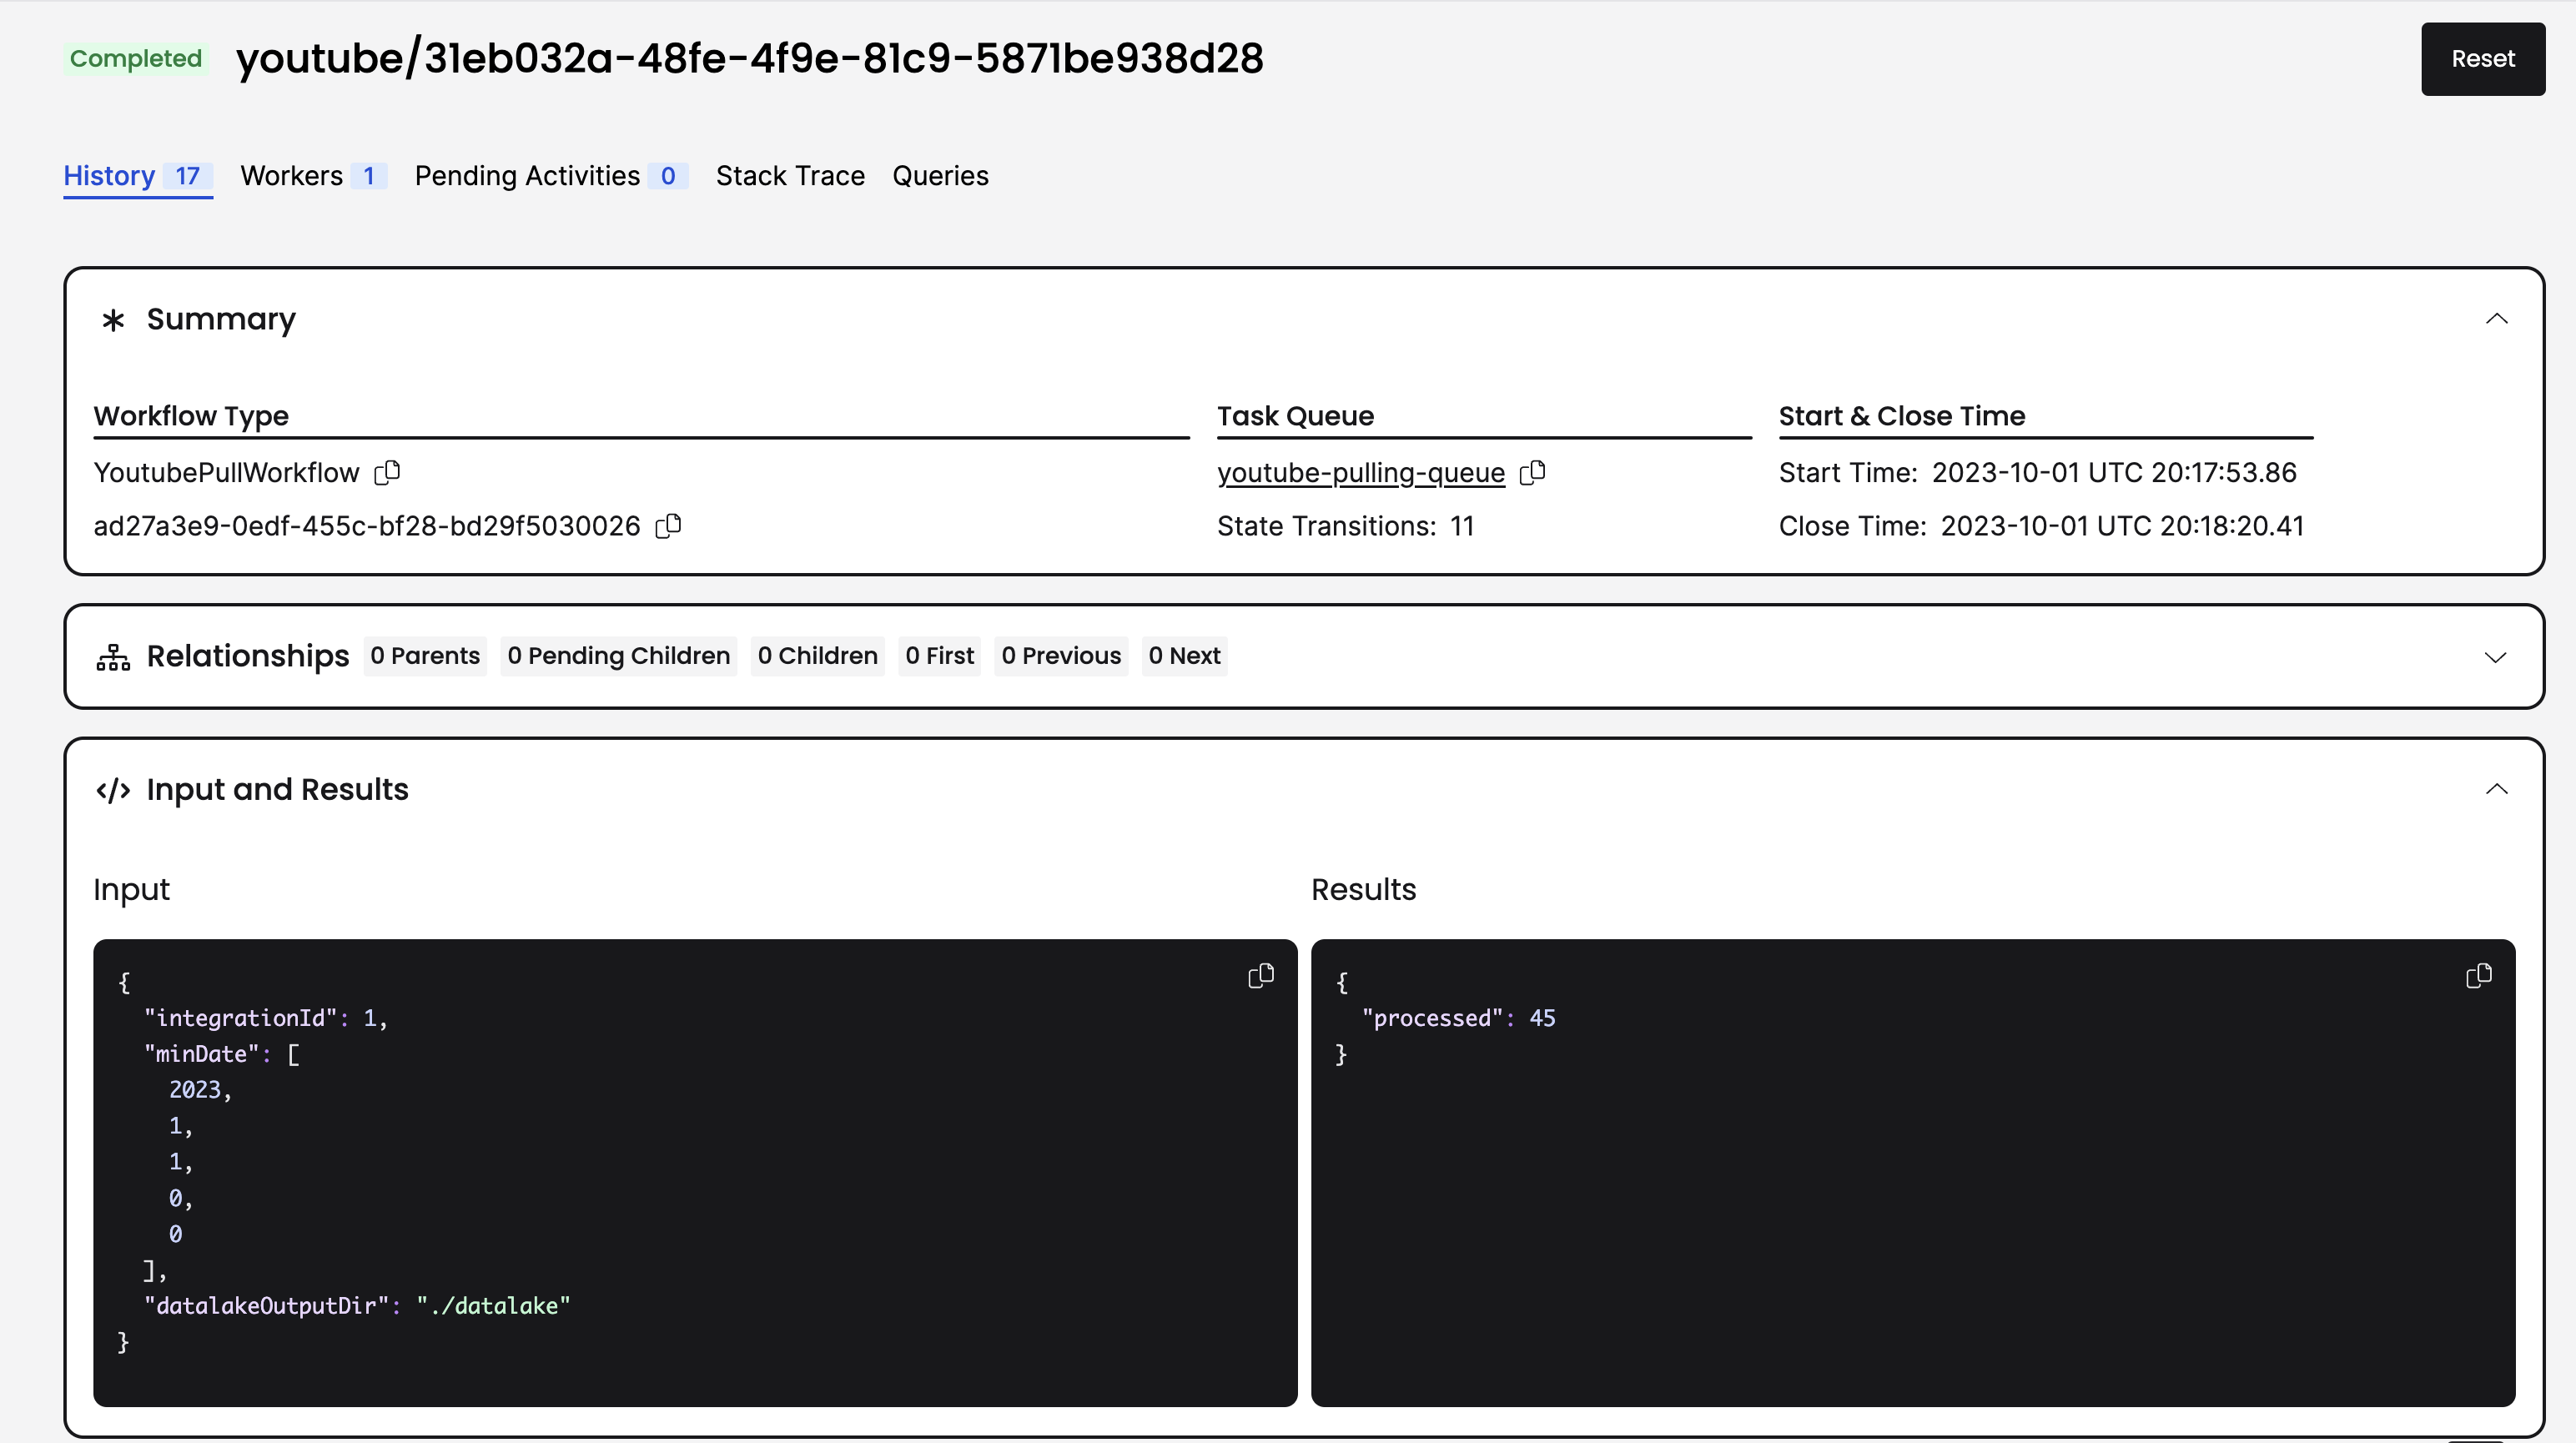 Completed youtube/31eb032a-48fe-4f9e-81c9-5871be938d28 Reset
History 17 Workers 1 Pending Activities 0 Stack Trace Queries
Summary
Workflow Type
YoutubePullWorkflow
ad27a3e9-0edf-455c-bf28-bd29f5030026
Task Queue
youtube-pulling-queue
State Transitions: 11
Start & Close Time
Start Time: 2023-10-01 UTC 20:17:53.86
Close Time: 2023-10-01 UTC 20:18:20.41
Relationships 0 Parents 0 Pending Children 0 Children 0 First 0 Previous 0 Next
</> Input and Results
Input
{
"integrationId": 1,
"minDate": [
2023,
1,
1,
0,
0
],
"datalakeOutputDir": "./datalake"
}
Results
{
"processed": 45
}